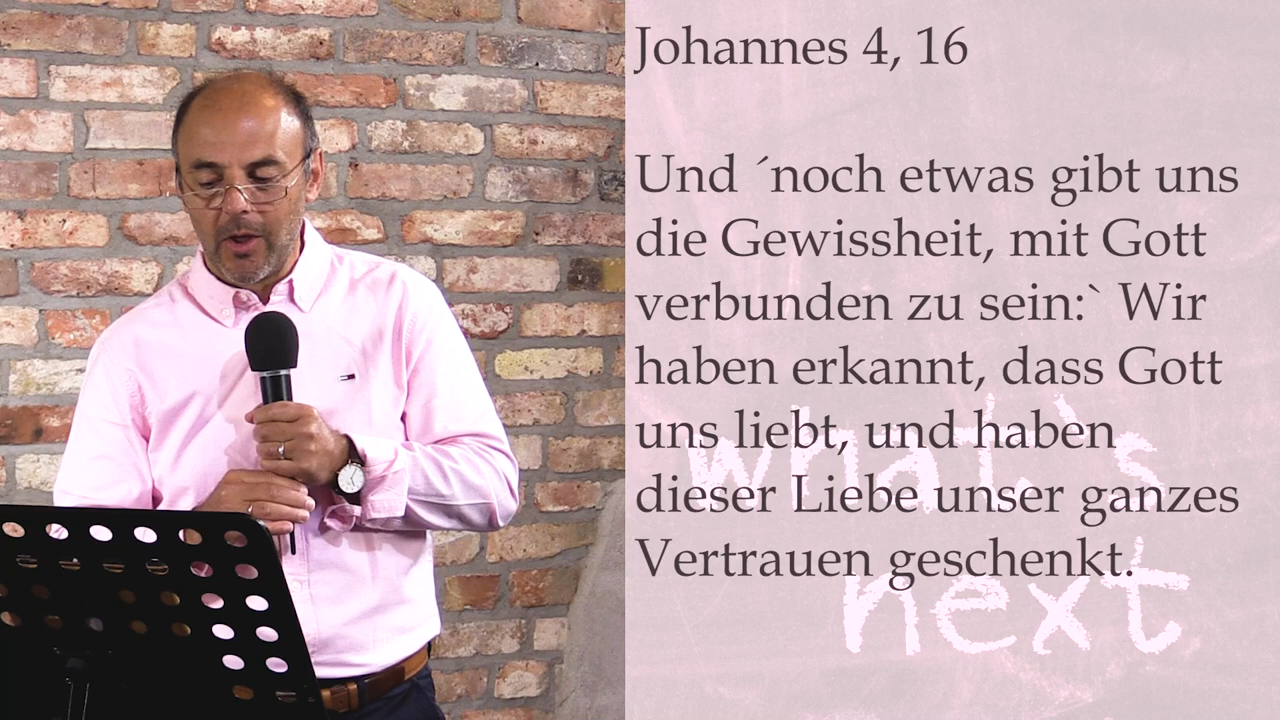 Johannes 4, 16
Und ´noch etwas gibt uns
die Gewissheit, mit Gott
verbunden zu sein:` Wir
haben erkannt, dass Gott
uns liebt, und haben
dieser Liebe unser ganzes
Vertrauen geschenkt.
what's
next